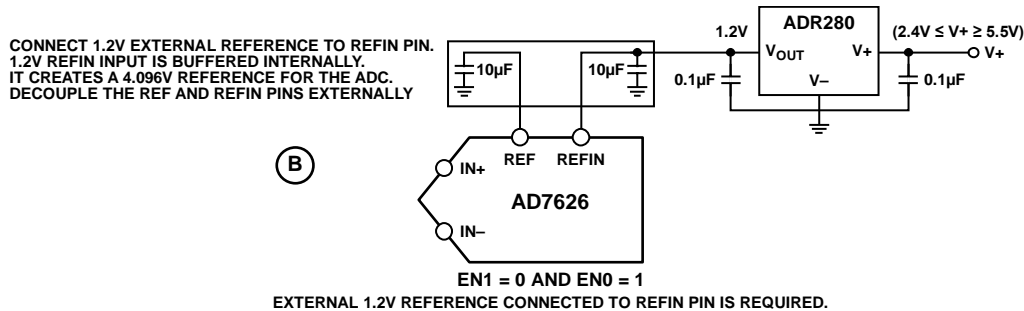 CONNECT 1.2V EXTERNAL REFERENCE TO REFIN PIN.
1.2V REFIN INPUT IS BUFFERED INTERNALLY.
IT CREATES A 4.096V REFERENCE FOR THE ADC.
DECOUPLE THE REF AND REFIN PINS EXTERNALLY
10µF
10µF
1.2V
ADR280
(2.4V ≤ V+ ≥ 5.5V)
VOUT
V+
V+
V–
0.1µF
0.1µF
B
REF
REFIN
IN+
AD7626
IN–
EN1 = 0 AND EN0 = 1
EXTERNAL 1.2V REFERENCE CONNECTED TO REFIN PIN IS REQUIRED.